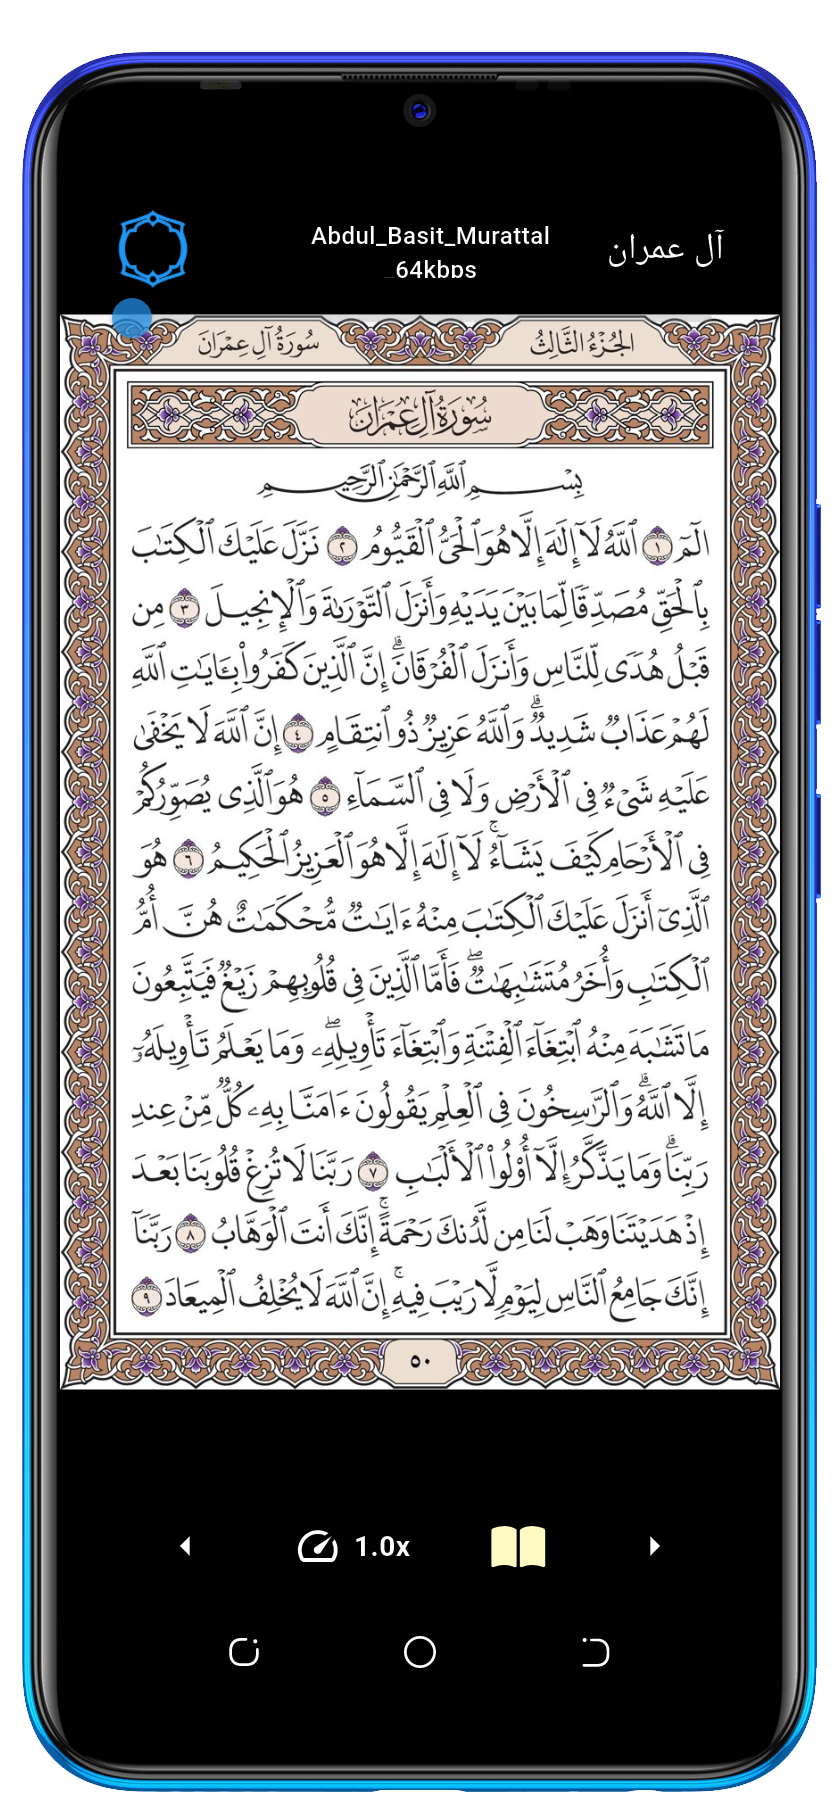 Abdul_Basit_Murattal
_64kbps
آل عمران
الجُزْءُ الثَّالِثُ
سُورَةُ آلِ عِمْرَانَ
سُورَةُ آلِ عِمْرَانَ
بِسْمِ ٱللَّهِ ٱلرَّحْمَٰنِ ٱلرَّحِيمِ
الٓمٓ ١ ٱللَّهُ لَآ إِلَٰهَ إِلَّا هُوَ ٱلْحَىُّ ٱلْقَيُّومُ ٢ نَزَّلَ عَلَيْكَ ٱلْكِتَٰبَ
بِٱلْحَقِّ مُصَدِّقًا لِّمَا بَيْنَ يَدَيْهِ وَأَنزَلَ ٱلتَّوْرَىٰةَ وَٱلْإِنجِيلَ ٣ مِن
قَبْلُ هُدًى لِّلنَّاسِ وَأَنزَلَ ٱلْفُرْقَانَۗ إِنَّ ٱلَّذِينَ كَفَرُوا۟ بِـَٔايَٰتِ ٱللَّهِ
لَهُمْ عَذَابٌ شَدِيدٌۗ وَٱللَّهُ عَزِيزٌ ذُو ٱنتِقَامٍ ٤ إِنَّ ٱللَّهَ لَا يَخْفَىٰ
عَلَيْهِ شَىْءٌ فِى ٱلْأَرْضِ وَلَا فِى ٱلسَّمَآءِ ٥ هُوَ ٱلَّذِى يُصَوِّرُكُمْ
فِى ٱلْأَرْحَامِ كَيْفَ يَشَآءُۚ لَآ إِلَٰهَ إِلَّا هُوَ ٱلْعَزِيزُ ٱلْحَكِيمُ ٦ هُوَ
ٱلَّذِىٓ أَنزَلَ عَلَيْكَ ٱلْكِتَٰبَ مِنْهُ ءَايَٰتٌ مُّحْكَمَٰتٌ هُنَّ أُمُّ
ٱلْكِتَٰبِ وَأُخَرُ مُتَشَٰبِهَٰتٌۖ فَأَمَّا ٱلَّذِينَ فِى قُلُوبِهِمْ زَيْغٌ فَيَتَّبِعُونَ
مَا تَشَٰبَهَ مِنْهُ ٱبْتِغَآءَ ٱلْفِتْنَةِ وَٱبْتِغَآءَ تَأْوِيلِهِۦۖ وَمَا يَعْلَمُ تَأْوِيلَهُۥٓ
إِلَّا ٱللَّهُۗ وَٱلرَّٰسِخُونَ فِى ٱلْعِلْمِ يَقُولُونَ ءَامَنَّا بِهِۦ كُلٌّ مِّنْ عِندِ
رَبِّنَاۗ وَمَا يَذَّكَّرُ إِلَّآ أُو۟لُوا۟ ٱلْأَلْبَٰبِ ٧ رَبَّنَا لَا تُزِغْ قُلُوبَنَا بَعْدَ
إِذْ هَدَيْتَنَا وَهَبْ لَنَا مِن لَّدُنكَ رَحْمَةًۚ إِنَّكَ أَنتَ ٱلْوَهَّابُ ٨ رَبَّنَآ
إِنَّكَ جَامِعُ ٱلنَّاسِ لِيَوْمٍ لَّا رَيْبَ فِيهِۚ إِنَّ ٱللَّهَ لَا يُخْلِفُ ٱلْمِيعَادَ ٩
٥٠
1.0x